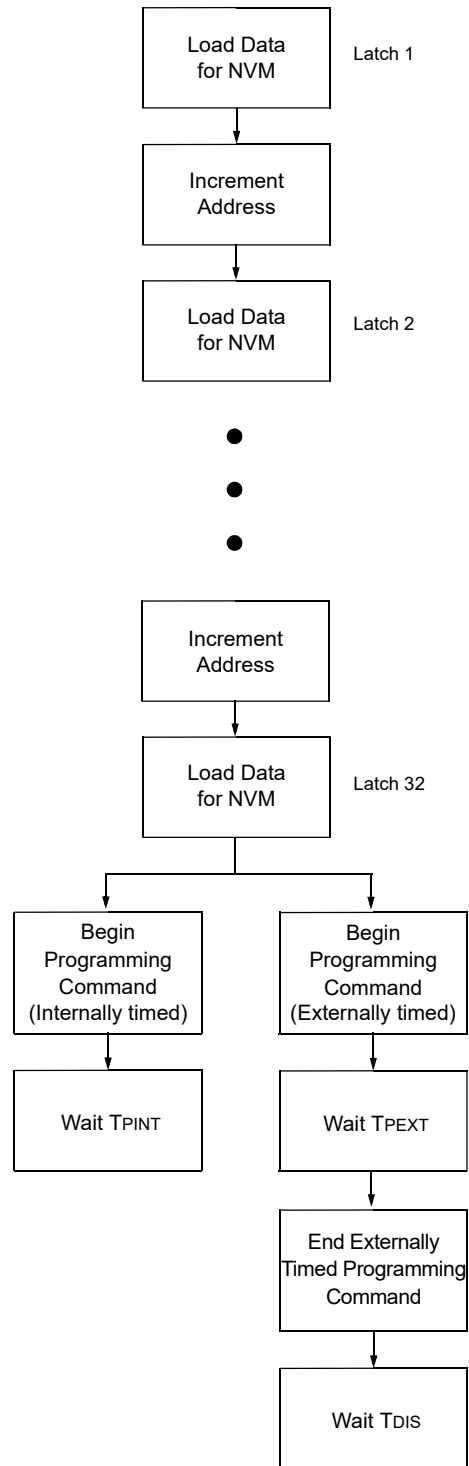 Load Data
for NVM
Latch 1
Increment
Address
Load Data
for NVM
Latch 2
Increment
Address
Load Data
for NVM
Latch 32
Begin
Programming
Command
(Internally timed)
Begin
Programming
Command
(Externally timed)
Wait TPINT
Wait TPEXT
End Externally
Timed Programming
Command
Wait TDIS